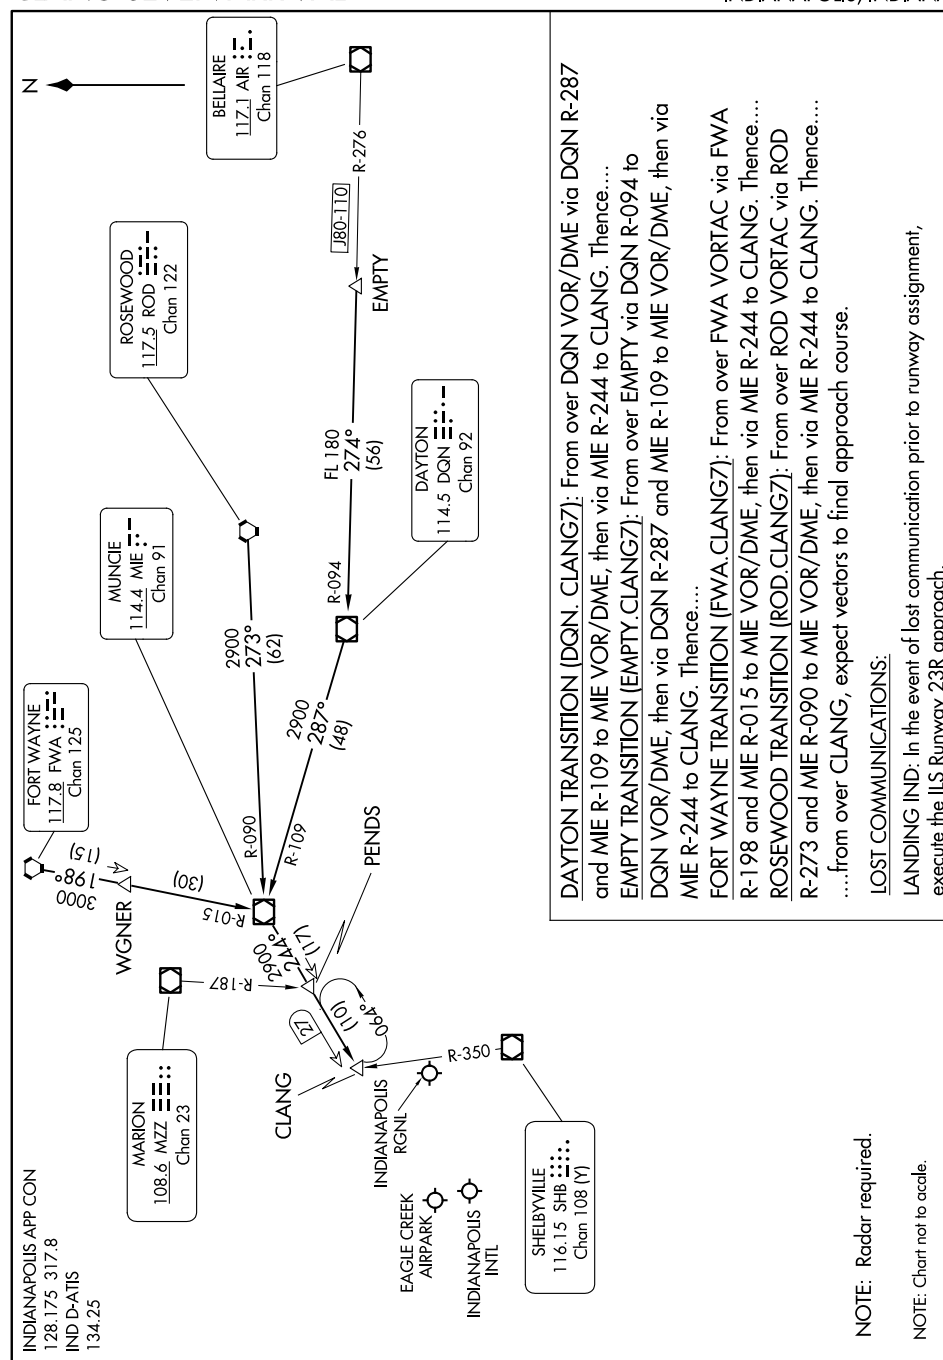 INDIANAPOLIS APP CON
128.175 317.8
IND D-ATIS
134.25
MARION
108.6 MZZ
Chan 23
FORT WAYNE
117.8 FWA
Chan 125
MUNCIE
114.4 MIE
Chan 91
ROSEWOOD
117.5 ROD
Chan 122
BELLAIRE
117.1 AIR
Chan 118
N
WGNER
3000
198°
(15)
(30)
R-015
R-187
2900
273°
(62)
R-090
J80-110
R-276
EMPTY
FL 180
274°
(56)
R-094
DAYTON
114.5 DQN
Chan 92
2900
287°
(48)
R-109
2900
244°
(17)
PENDS
(10)
27
064°
CLANG
R-350
INDIANAPOLIS
RGNL
EAGLE CREEK
AIRPARK
INDIANAPOLIS
INTL
SHELBYVILLE
116.15 SHB
Chan 108 (Y)
DAYTON TRANSITION (DQN. CLANG7): From over DQN VOR/DME via DQN R-287
and MIE R-109 to MIE VOR/DME, then via MIE R-244 to CLANG. Thence....
EMPTY TRANSITION (EMPTY.CLANG7): From over EMPTY via DQN R-094 to
DQN VOR/DME, then via DQN R-287 and MIE R-109 to MIE VOR/DME, then via
MIE R-244 to CLANG. Thence....
FORT WAYNE TRANSITION (FWA.CLANG7): From over FWA VORTAC via FWA
R-198 and MIE R-015 to MIE VOR/DME, then via MIE R-244 to CLANG. Thence....
ROSEWOOD TRANSITION (ROD.CLANG7): From over ROD VORTAC via ROD
R-273 and MIE R-090 to MIE VOR/DME, then via MIE R-244 to CLANG. Thence....
....from over CLANG, expect vectors to final approach course.
LOST COMMUNICATIONS:
LANDING IND: In the event of lost communication prior to runway assignment,
execute the ILS Runway 23R approach.
NOTE: Radar required.
NOTE: Chart not to scale.